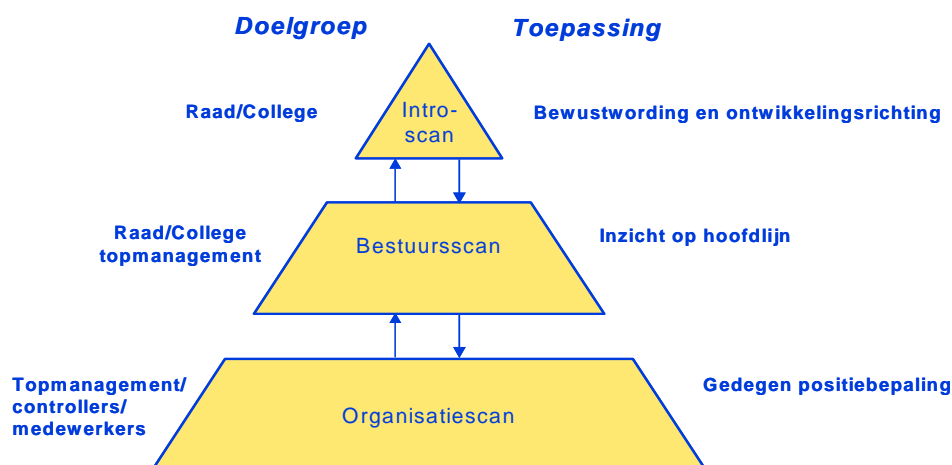 Doelgroep Toepassing
Raad/College
Intro-
scan
Bewustwording en ontwikkelingsrichting
Raad/College
topmanagement
Bestuursscan
Inzicht op hoofdlijn
Topmanagement/
controllers/
medewerkers
Organisatiescan
Gedegen positiebepaling